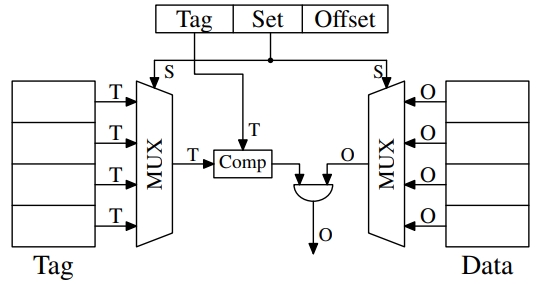 Tag Set Offset
S S
T T O
T
T O
MUX T Comp O MUX
T O
T O
O
Tag Data